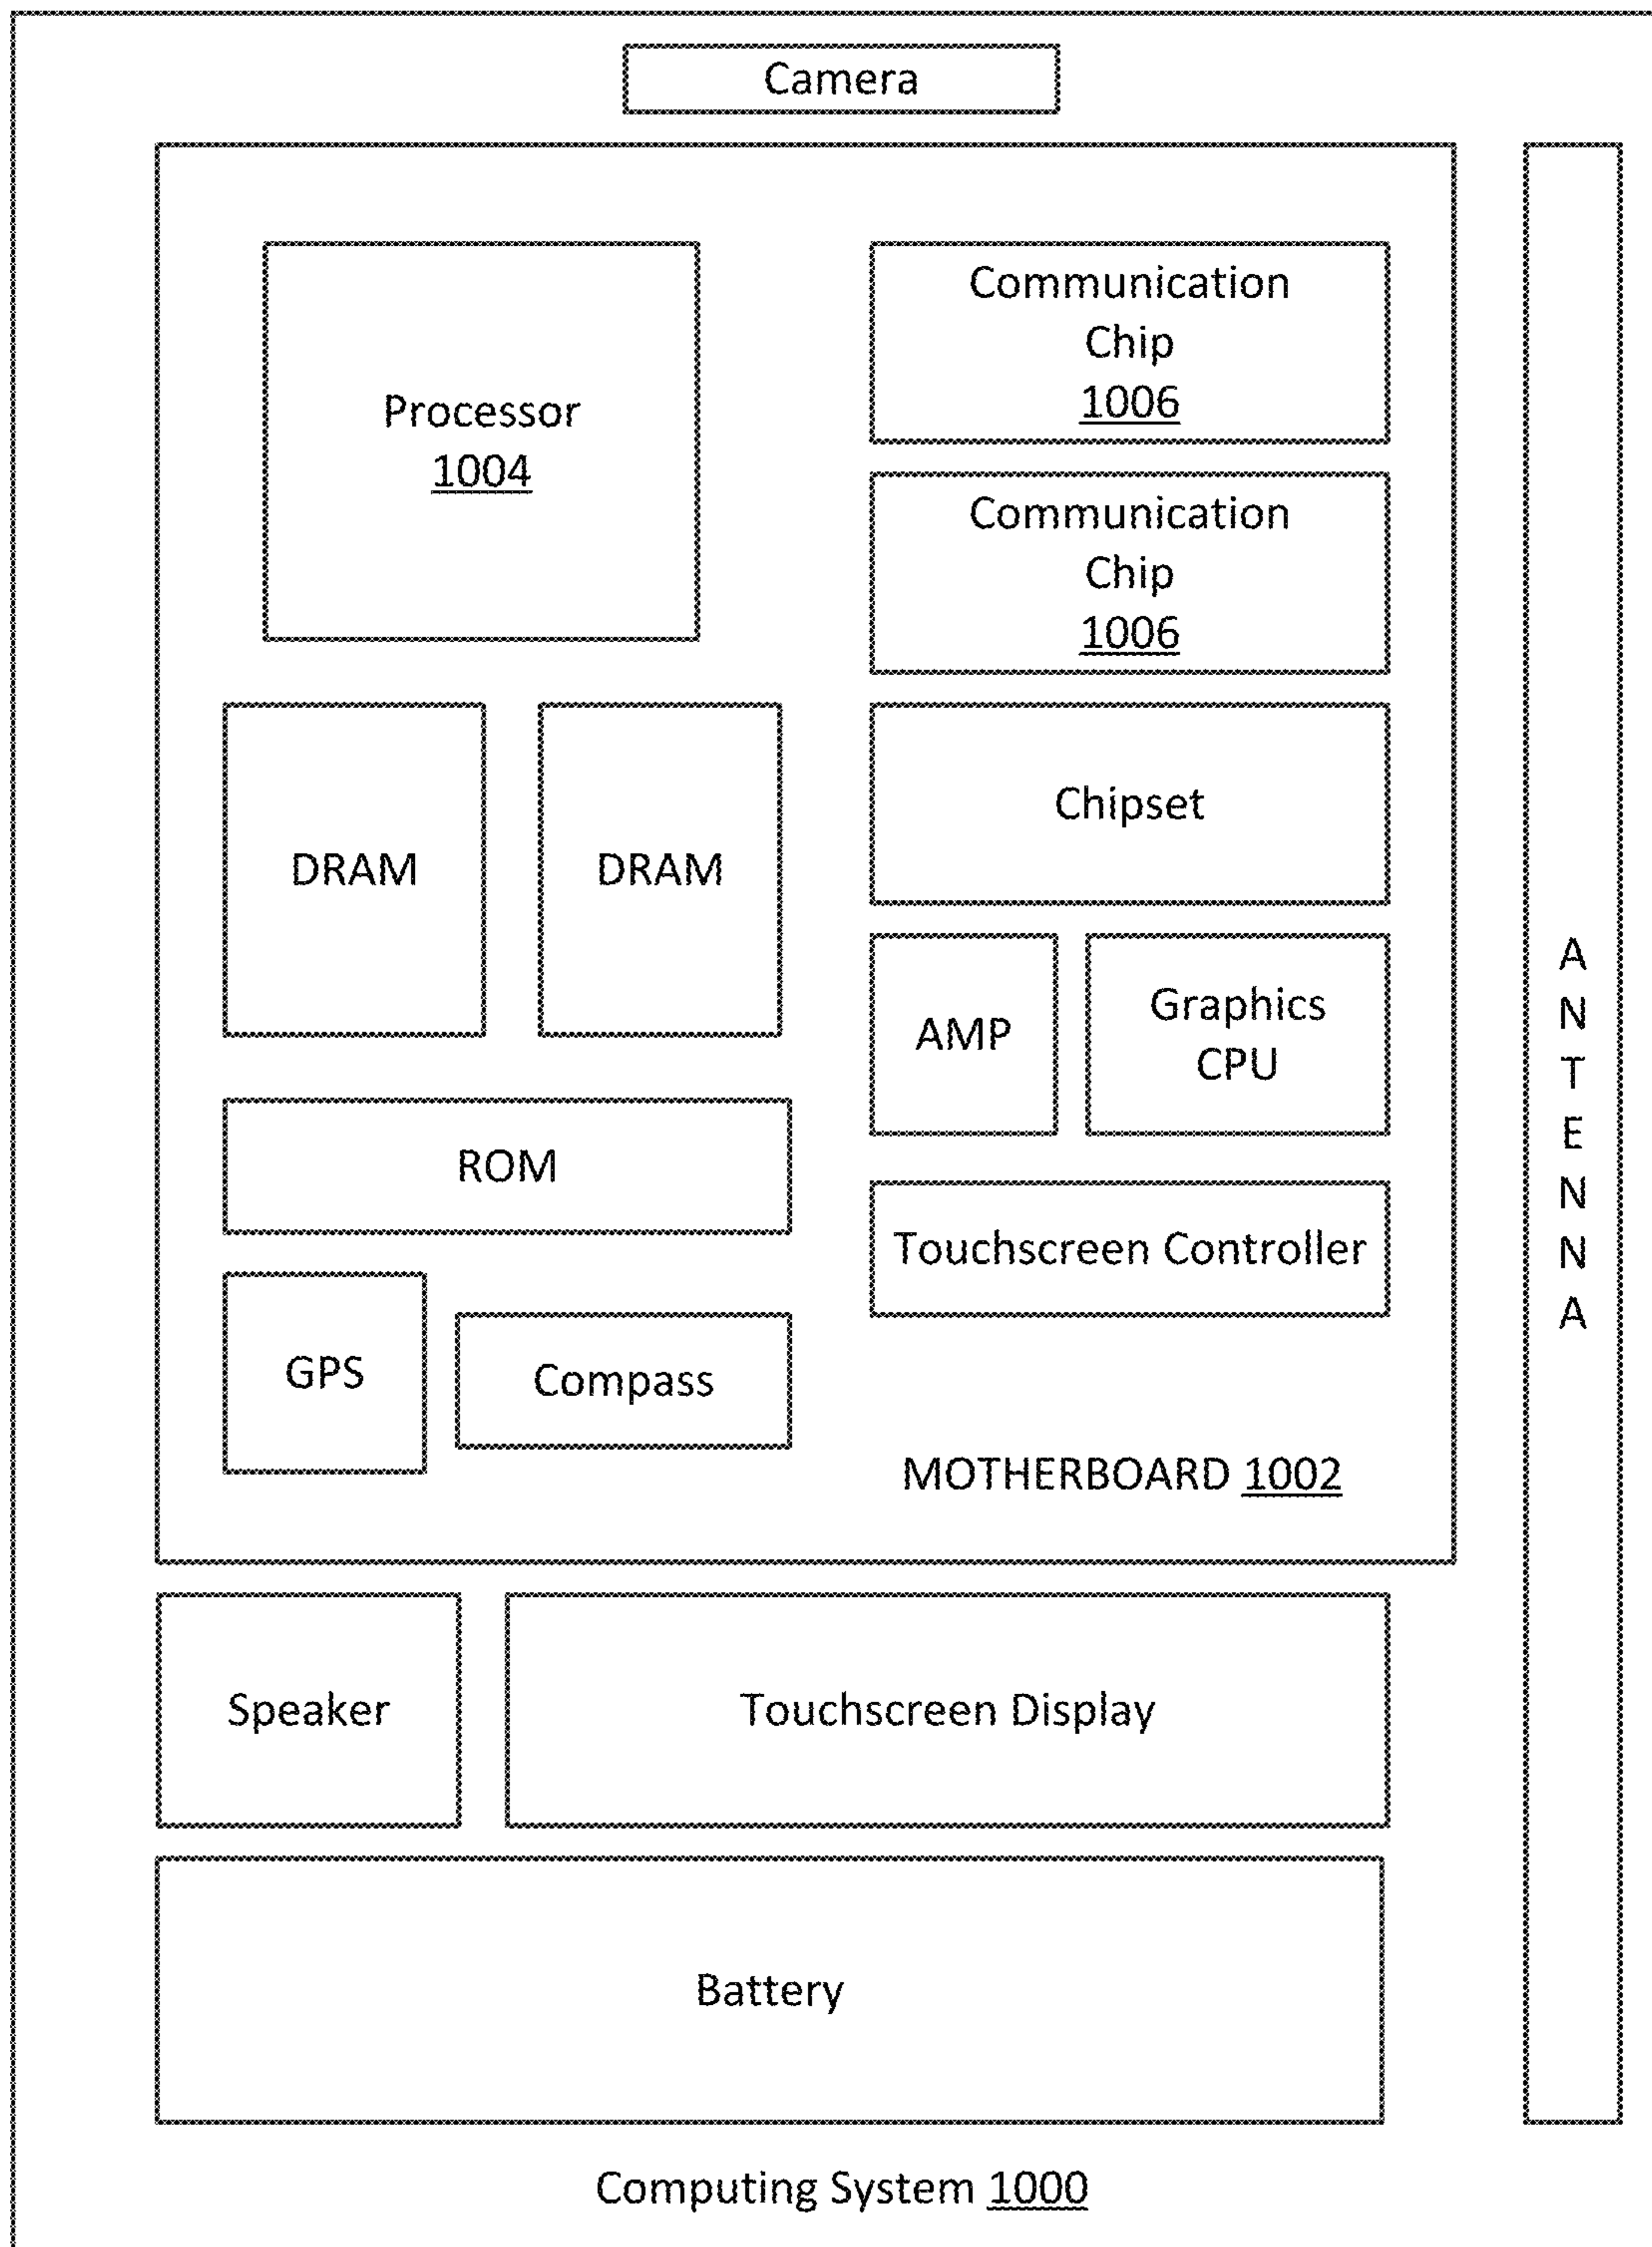 Camera
Processor
1004
Communication
Chip
1006
Communication
Chip
1006
DRAM
DRAM
Chipset
AMP
Graphics
CPU
ROM
Touchscreen Controller
GPS
Compass
MOTHERBOARD 1002
A
N
T
E
N
N
A
Speaker
Touchscreen Display
Battery
Computing System 1000